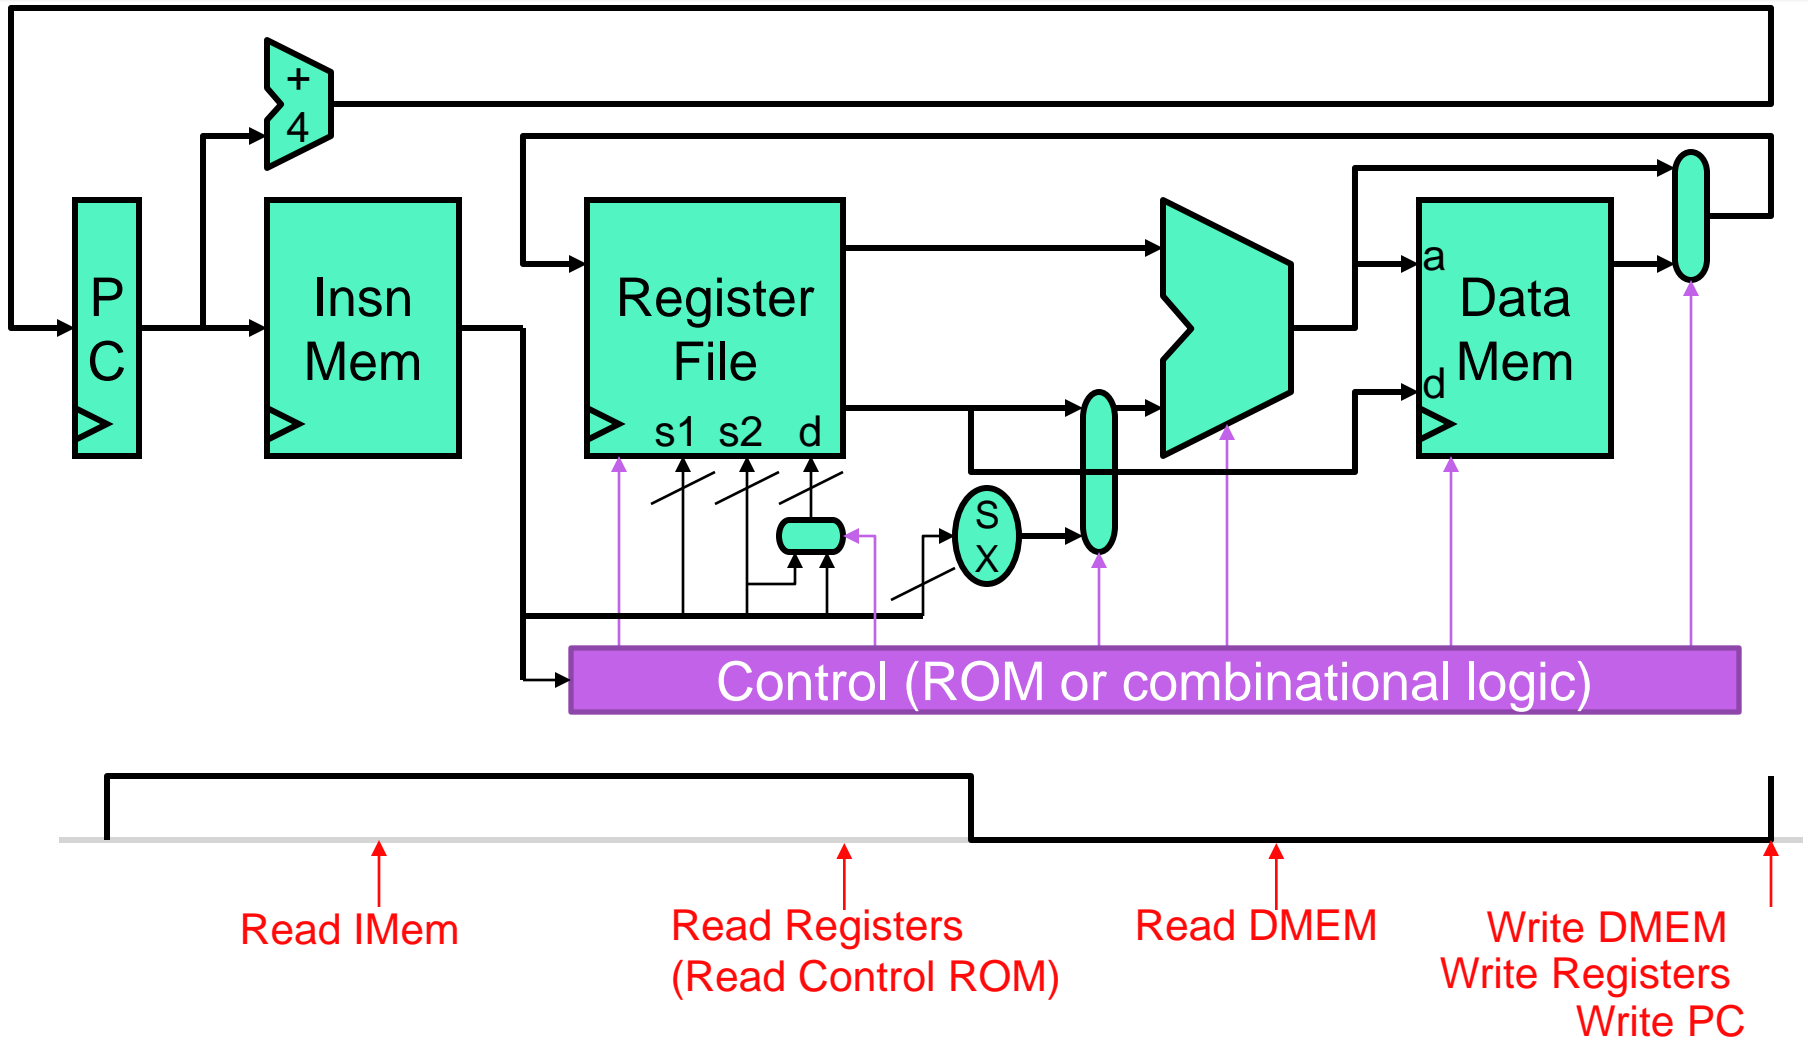 +
4
P
C
Insn
Mem
Register
File
s1 s2 d
a
Data
Mem
d
S
X
Control (ROM or combinational logic)
Read IMem
Read Registers
(Read Control ROM)
Read DMEM
Write DMEM
Write Registers
Write PC